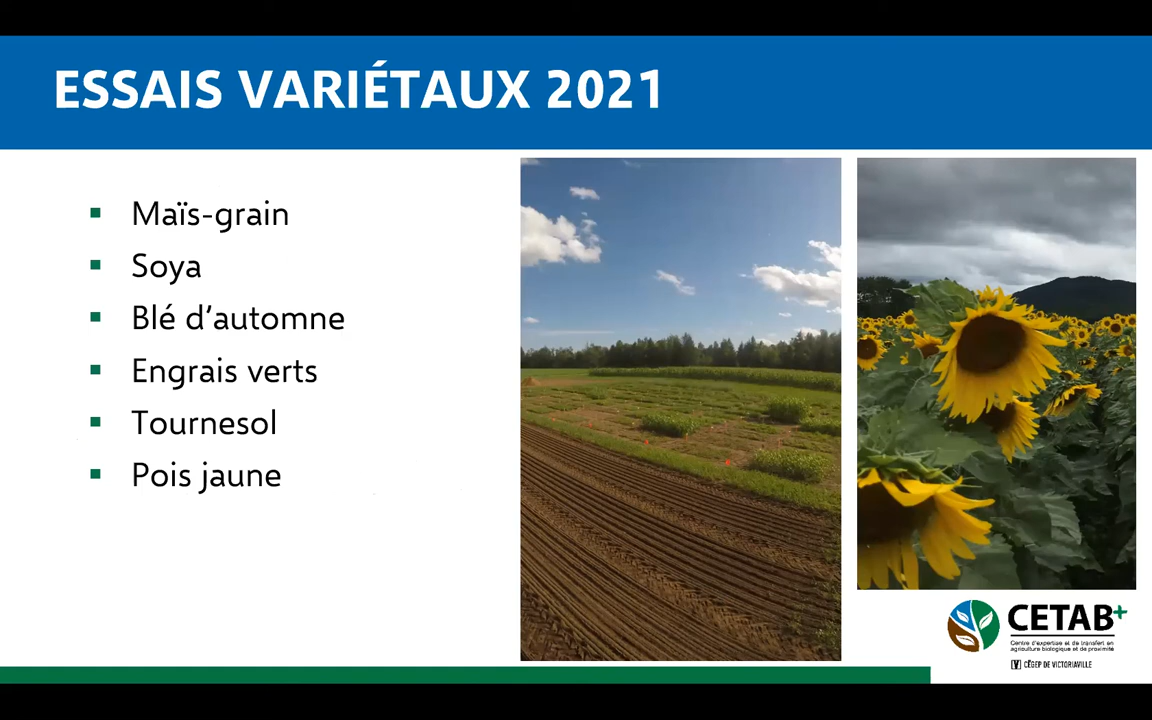 ESSAIS VARIÉTAUX 2021
Maïs-grain
Soya
Blé d’automne
Engrais verts
Tournesol
Pois jaune
CETAB+
Centre d'expertise et de transfert en
agriculture biologique et de proximité
CÉGEP DE VICTORIAVILLE